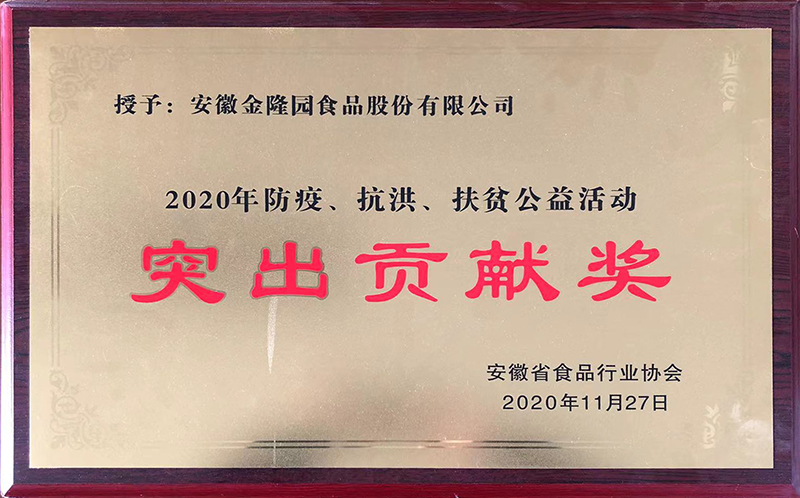 授予：安徽金隆园食品股份有限公司
2020年防疫、抗洪、扶贫公益活动
突出贡献奖
安徽省食品行业协会
2020年11月27日